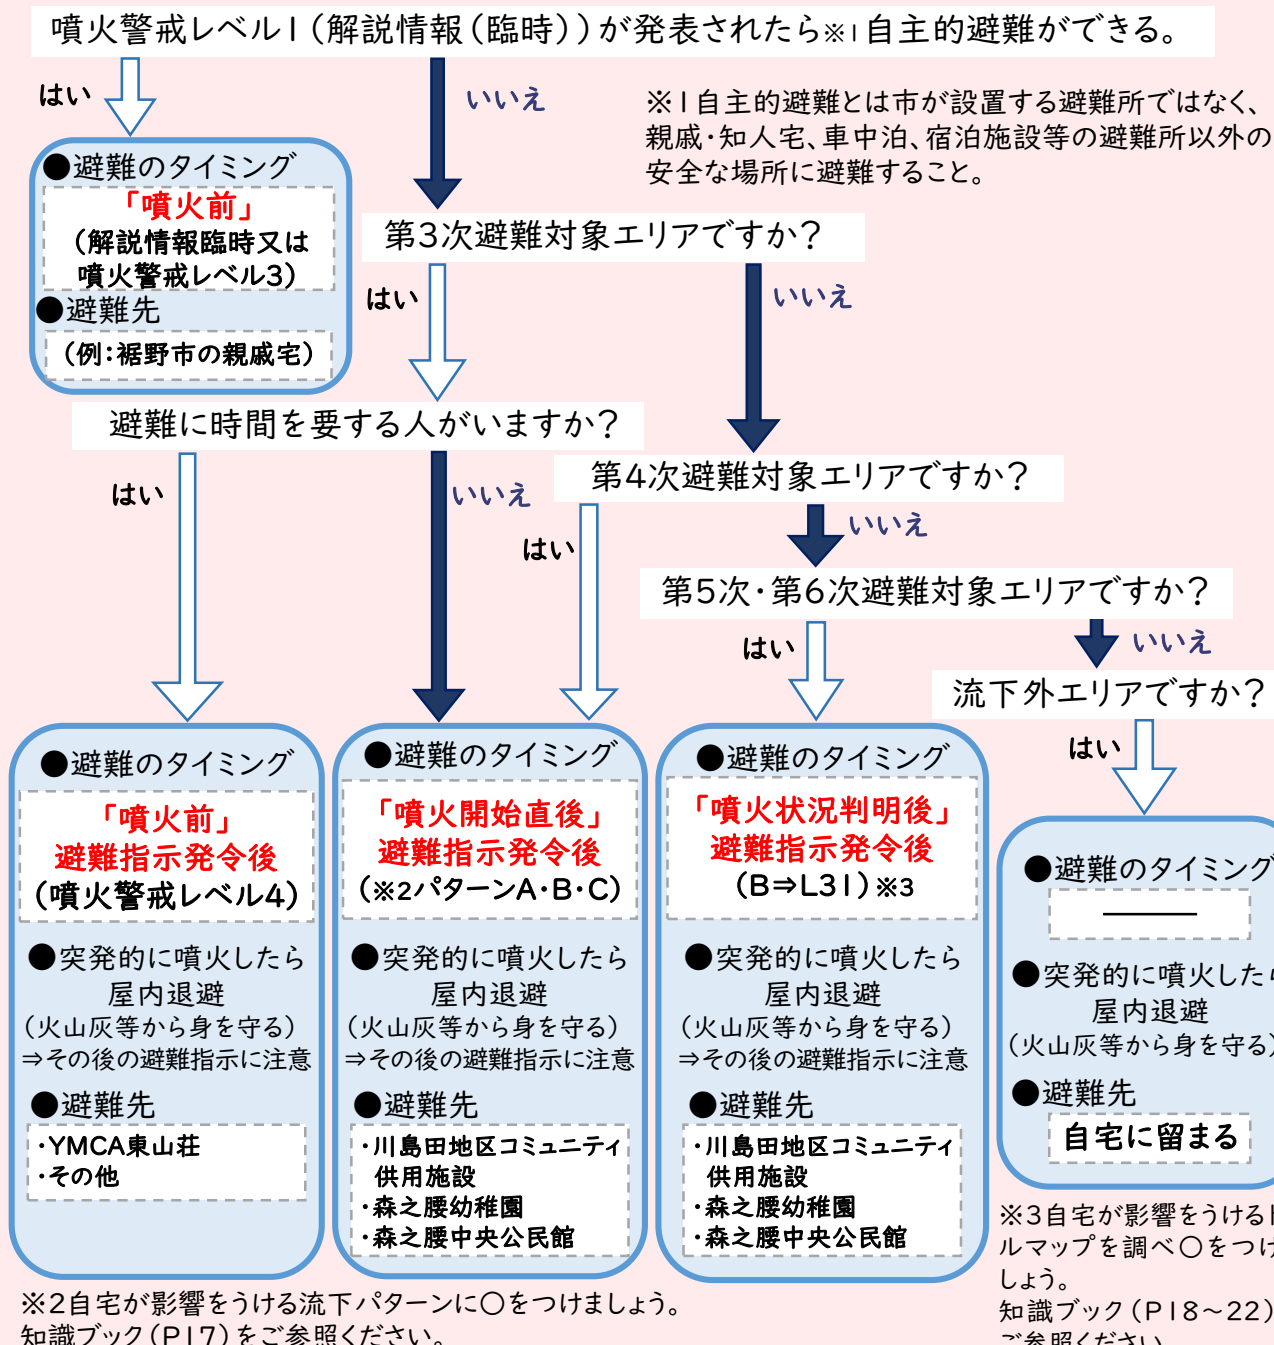 噴火警戒レベル1（解説情報（臨時））が発表されたら※1自主的避難ができる。
はい
いいえ
※1自主的避難とは市が設置する避難所ではなく、
親戚・知人宅、車中泊、宿泊施設等の避難所以外の
安全な場所に避難すること。
●避難のタイミング
「噴火前」
（解説情報臨時又は
噴火警戒レベル3）
●避難先
（例：裾野市の親戚宅）
第3次避難対象エリアですか？
はい
いいえ
避難に時間を要する人がいますか？
はい
いいえ
第4次避難対象エリアですか？
はい
いいえ
第5次・第6次避難対象エリアですか？
はい
いいえ
流下外エリアですか？
はい
●避難のタイミング
「噴火前」
避難指示発令後
（噴火警戒レベル4）
●突発的に噴火したら
屋内退避
（火山灰等から身を守る）
⇒その後の避難指示に注意
●避難先
・YMCA東山荘
・その他
●避難のタイミング
「噴火開始直後」
避難指示発令後
（※2パターンA・B・C）
●突発的に噴火したら
屋内退避
（火山灰等から身を守る）
⇒その後の避難指示に注意
●避難先
・川島田地区コミュニティ
供用施設
・森之腰幼稚園
・森之腰中央公民館
●避難のタイミング
「噴火状況判明後」
避難指示発令後
（B⇒L31）※3
●突発的に噴火したら
屋内退避
（火山灰等から身を守る）
⇒その後の避難指示に注意
●避難先
・川島田地区コミュニティ
供用施設
・森之腰幼稚園
・森之腰中央公民館
●避難のタイミング
―――
●突発的に噴火したら
屋内退避
（火山灰等から身を守る）
●避難先
自宅に留まる
※2自宅が影響をうける流下パターンに○をつけましょう。
知識ブック（P17）をご参照ください。
※3自宅が影響をうける
ルマップを調べ○をつけ
しょう。
知識ブック（P18～22）
ご参照ください